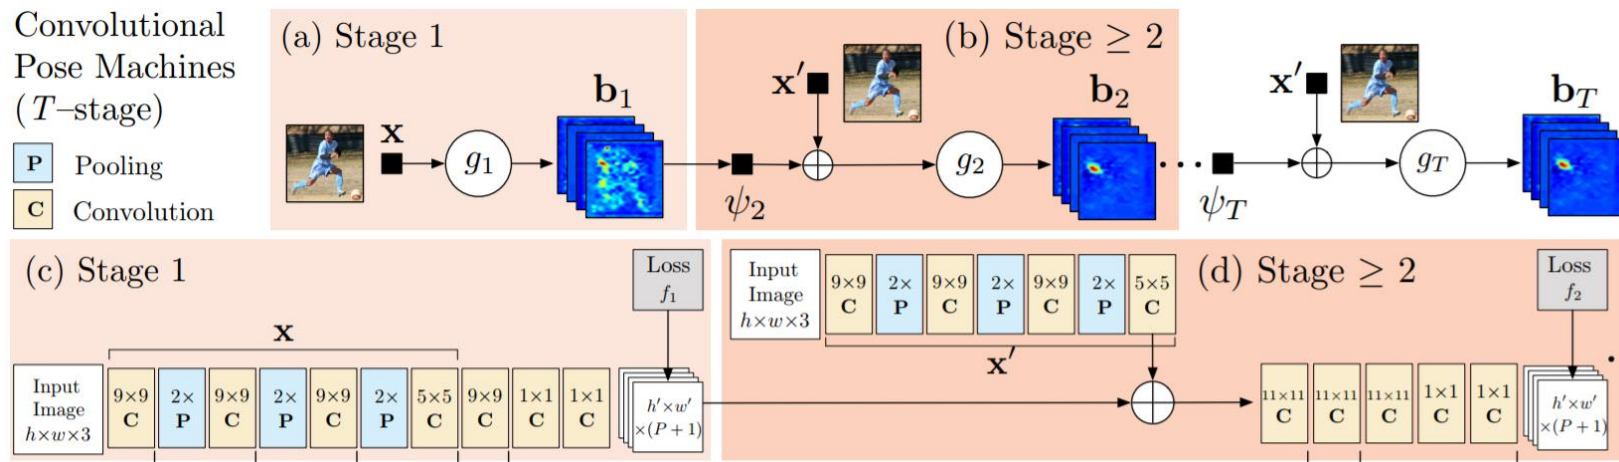 Convolutional
Pose Machines
(T–stage)
P Pooling
C Convolution
(a) Stage 1
x
g₁
b₁
(b) Stage ≥ 2
ψ₂
x′
g₂
b₂
···
ψ_T
x′
g_T
b_T
(c) Stage 1
x
Input
Image
h×w×3
9×9
C
2×
P
9×9
C
2×
P
9×9
C
2×
P
5×5
C
9×9
C
1×1
C
1×1
C
Loss
f₁
h′×w′
×(P+1)
(d) Stage ≥ 2
Input
Image
h×w×3
9×9
C
2×
P
9×9
C
2×
P
9×9
C
2×
P
5×5
C
x′
11×11
C
11×11
C
11×11
C
1×1
C
1×1
C
Loss
f₂
h′×w′
×(P+1)